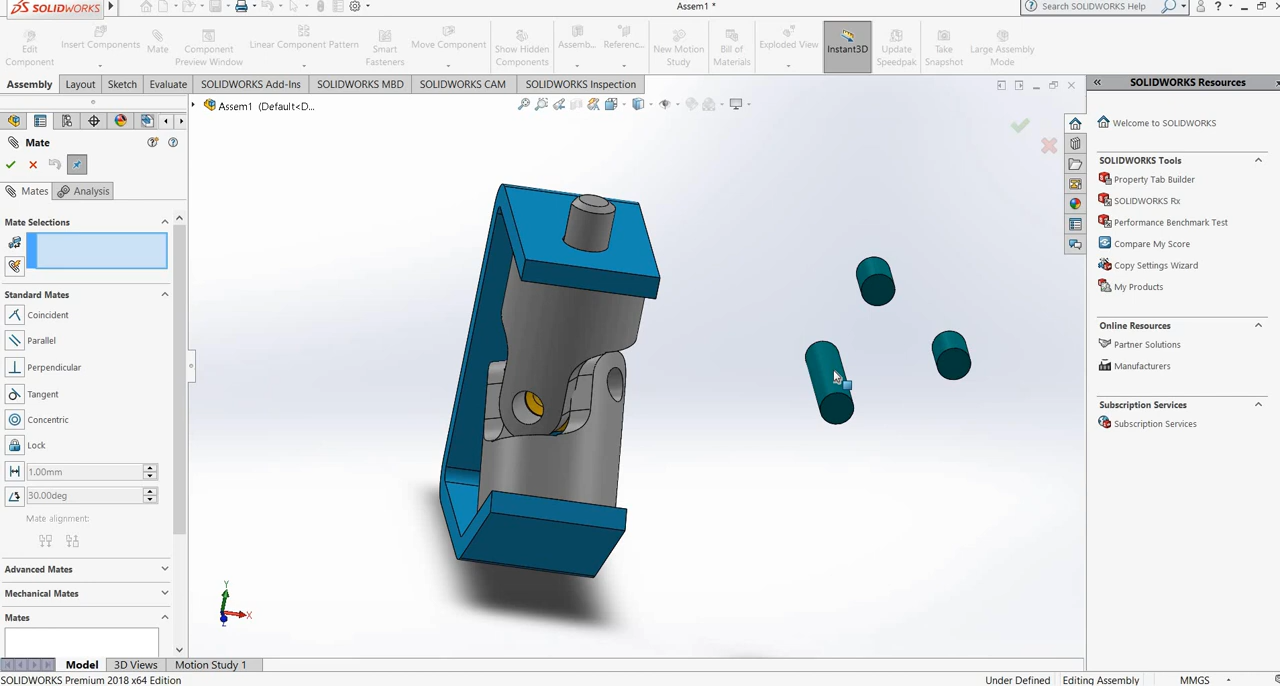 SOLIDWORKS
Assem1 *
Search SOLIDWORKS Help
?
Edit Component
Insert Components
Mate
Component Preview Window
Linear Component Pattern
Smart Fasteners
Move Component
Show Hidden Components
Assemb...
Referenc...
New Motion Study
Bill of Materials
Exploded View
Instant3D
Update Speedpak
Take Snapshot
Large Assembly Mode
Assembly
Layout
Sketch
Evaluate
SOLIDWORKS Add-Ins
SOLIDWORKS MBD
SOLIDWORKS CAM
SOLIDWORKS Inspection
Assem1 (Default<D...
Mate
Mates
Analysis
Mate Selections
Standard Mates
Coincident
Parallel
Perpendicular
Tangent
Concentric
Lock
1.00mm
30.00deg
Mate alignment:
Advanced Mates
Mechanical Mates
Mates
Y
X
Z
SOLIDWORKS Resources
Welcome to SOLIDWORKS
SOLIDWORKS Tools
Property Tab Builder
SOLIDWORKS Rx
Performance Benchmark Test
Compare My Score
Copy Settings Wizard
My Products
Online Resources
Partner Solutions
Manufacturers
Subscription Services
Subscription Services
Model
3D Views
Motion Study 1
SOLIDWORKS Premium 2018 x64 Edition
Under Defined
Editing Assembly
MMGS